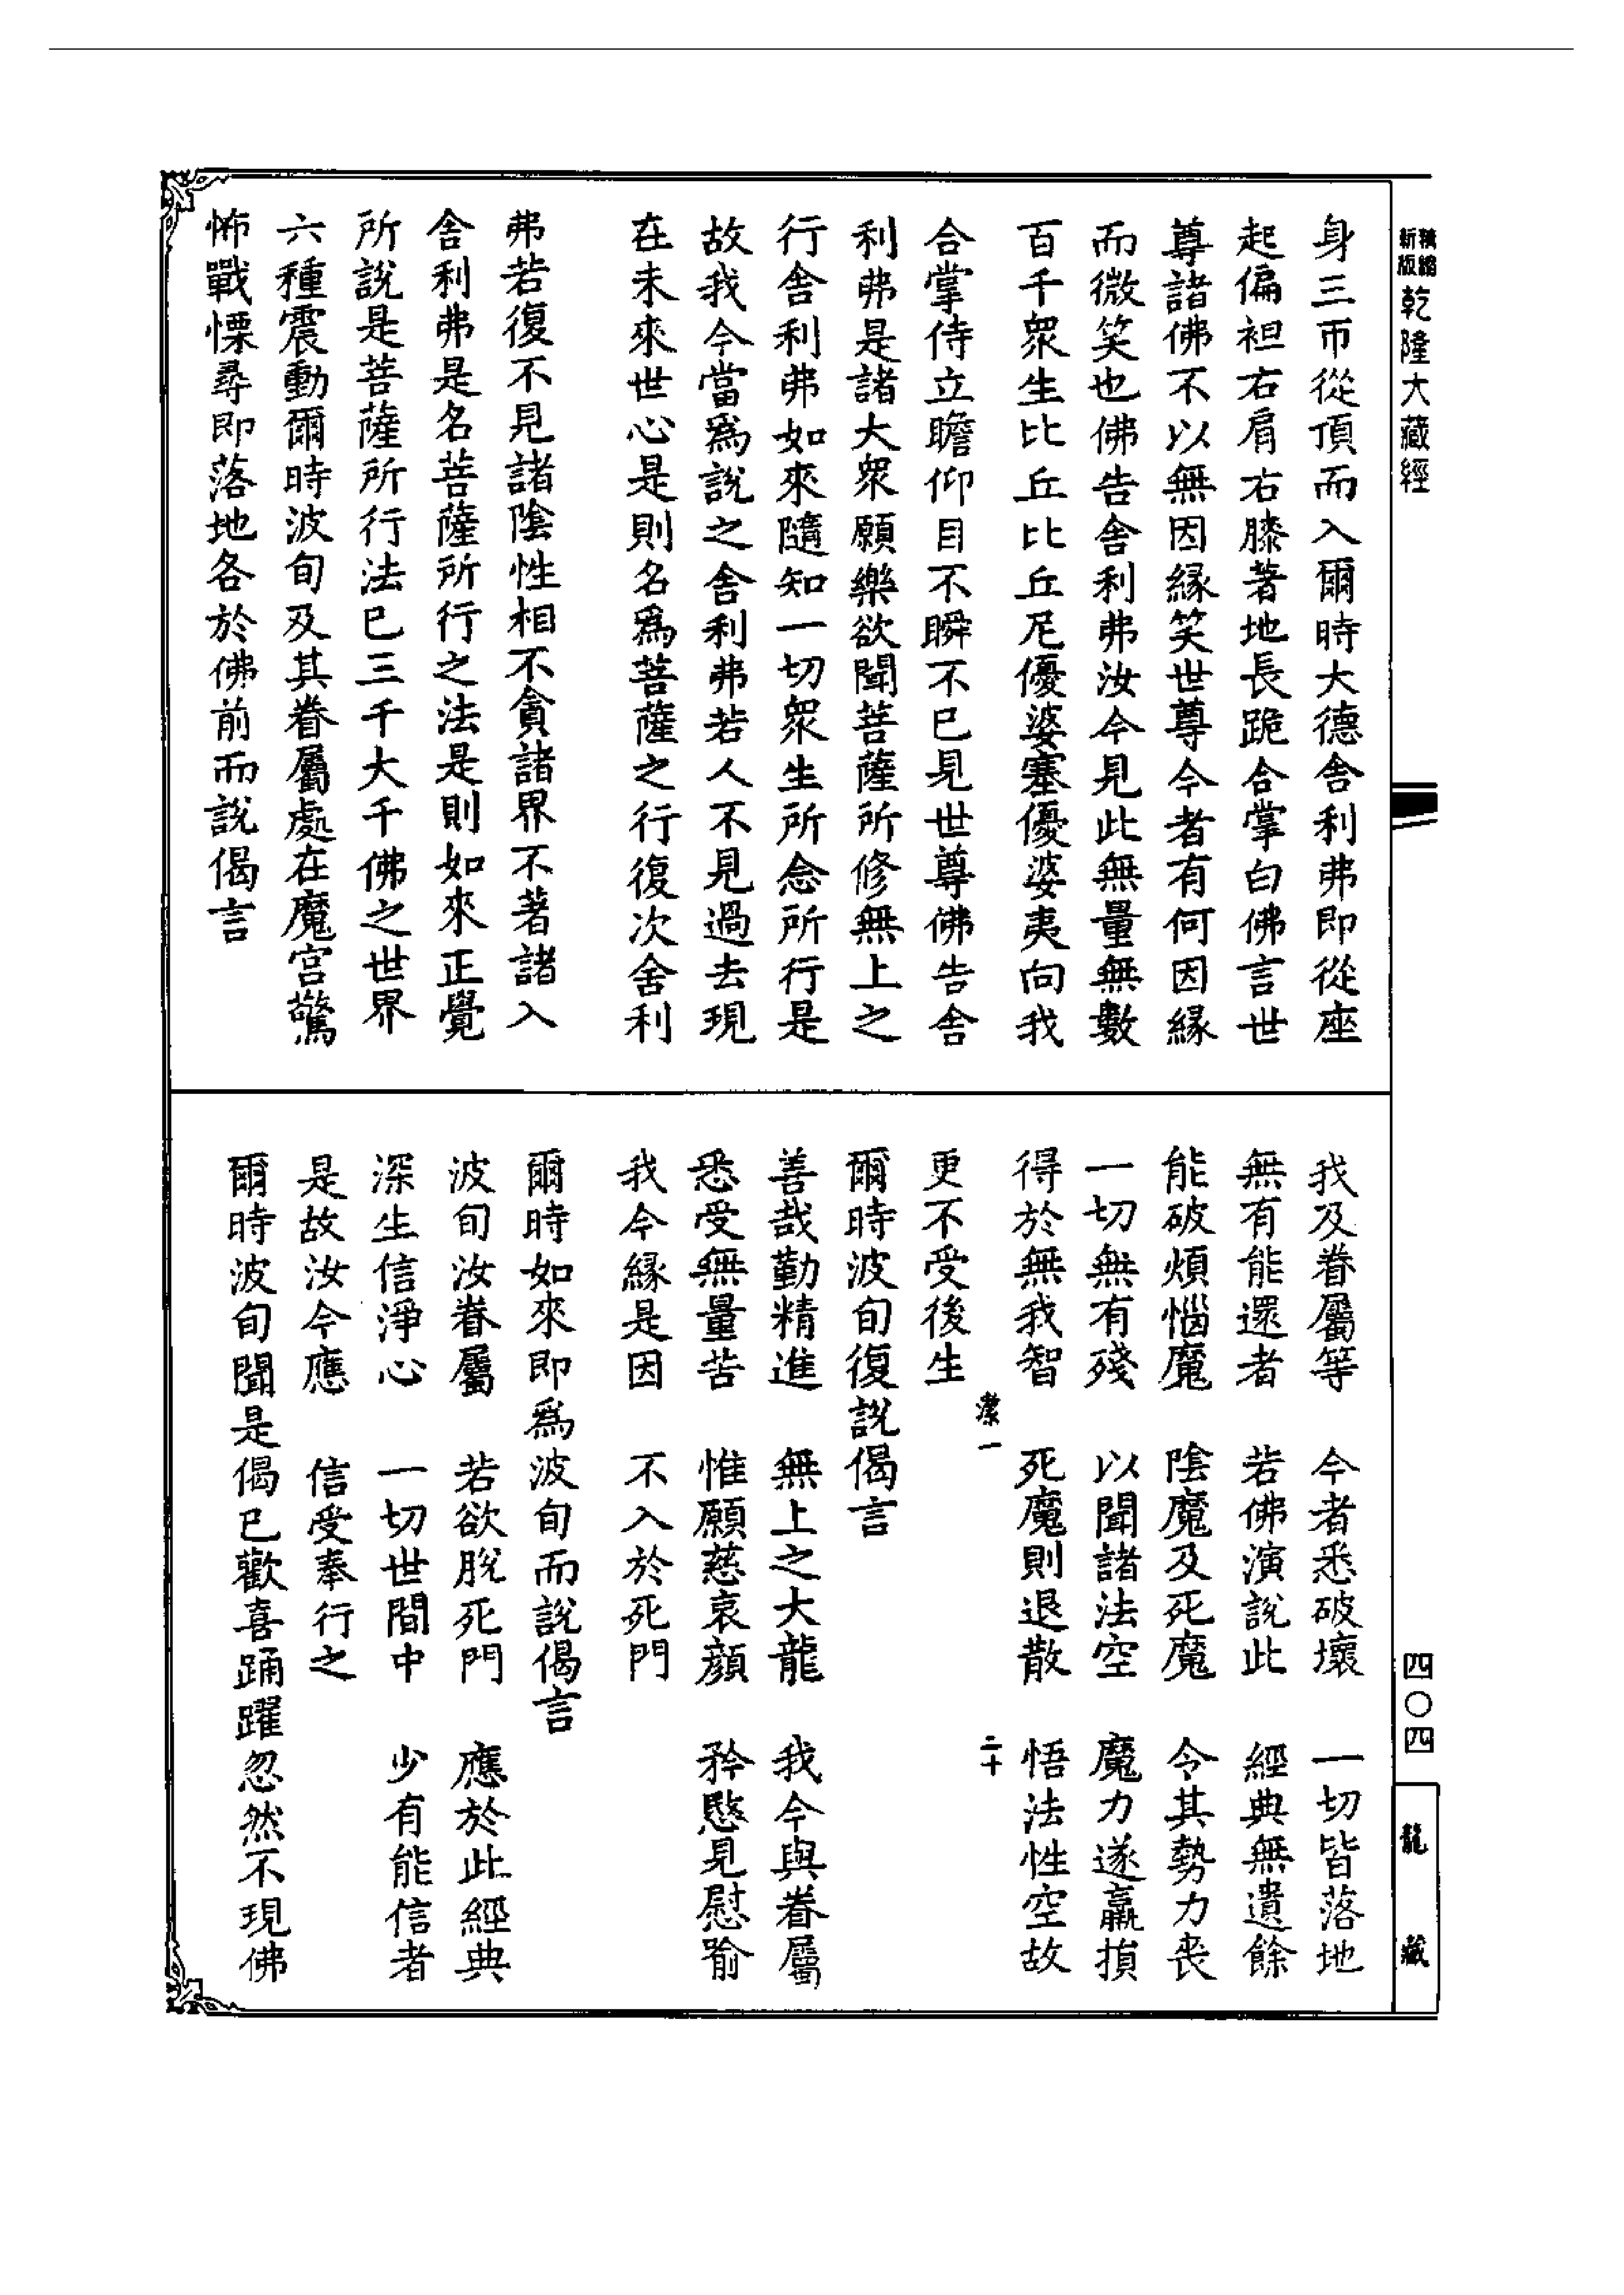 精縮
新版
乾隆大藏經
身三帀從頂而入爾時大德舍利弗即從座
起偏袒右肩右膝著地長跪合掌白佛言世
尊諸佛不以無因緣笑世尊今者有何因緣
而微笑也佛告舍利弗汝今見此無量無數
百千眾生比丘比丘尼優婆塞優婆夷向我
合掌侍立瞻仰目不瞬不已見世尊佛告舍
利弗是諸大眾願樂欲聞菩薩所修無上之
行舍利弗如來隨知一切眾生所念所行是
故我今當為說之舍利弗若人不見過去現
在未來世心是則名為菩薩之行復次舍利
弗若復不見諸陰性相不貪諸界不著諸入
舍利弗是名菩薩所行之法是則如來正覺
所說是菩薩所行法已三千大千佛之世界
六種震動爾時波旬及其眷屬處在魔宮驚
怖戰慄尋即落地各於佛前而說偈言
我及眷屬等　今者悉破壞　一切皆落地
無有能還者　若佛演說此　經典無遺餘
能破煩惱魔　陰魔及死魔　令其勢力喪
一切無有殘　以聞諸法空　魔力遂羸損
得於無我智　死魔則退散　悟法性空故
潔一　二十
更不受後生
爾時波旬復說偈言
善哉勤精進　無上之大龍　我今與眷屬
悉受無量苦　惟願慈哀顏　矜愍見慰喻
我今緣是因　不入於死門
爾時如來即為波旬而說偈言
波旬汝眷屬　若欲脫死門　應於此經典
深生信淨心　一切世間中　少有能信者
是故汝今應　信受奉行之
爾時波旬聞是偈已歡喜踊躍忽然不現佛
四〇四
龍藏